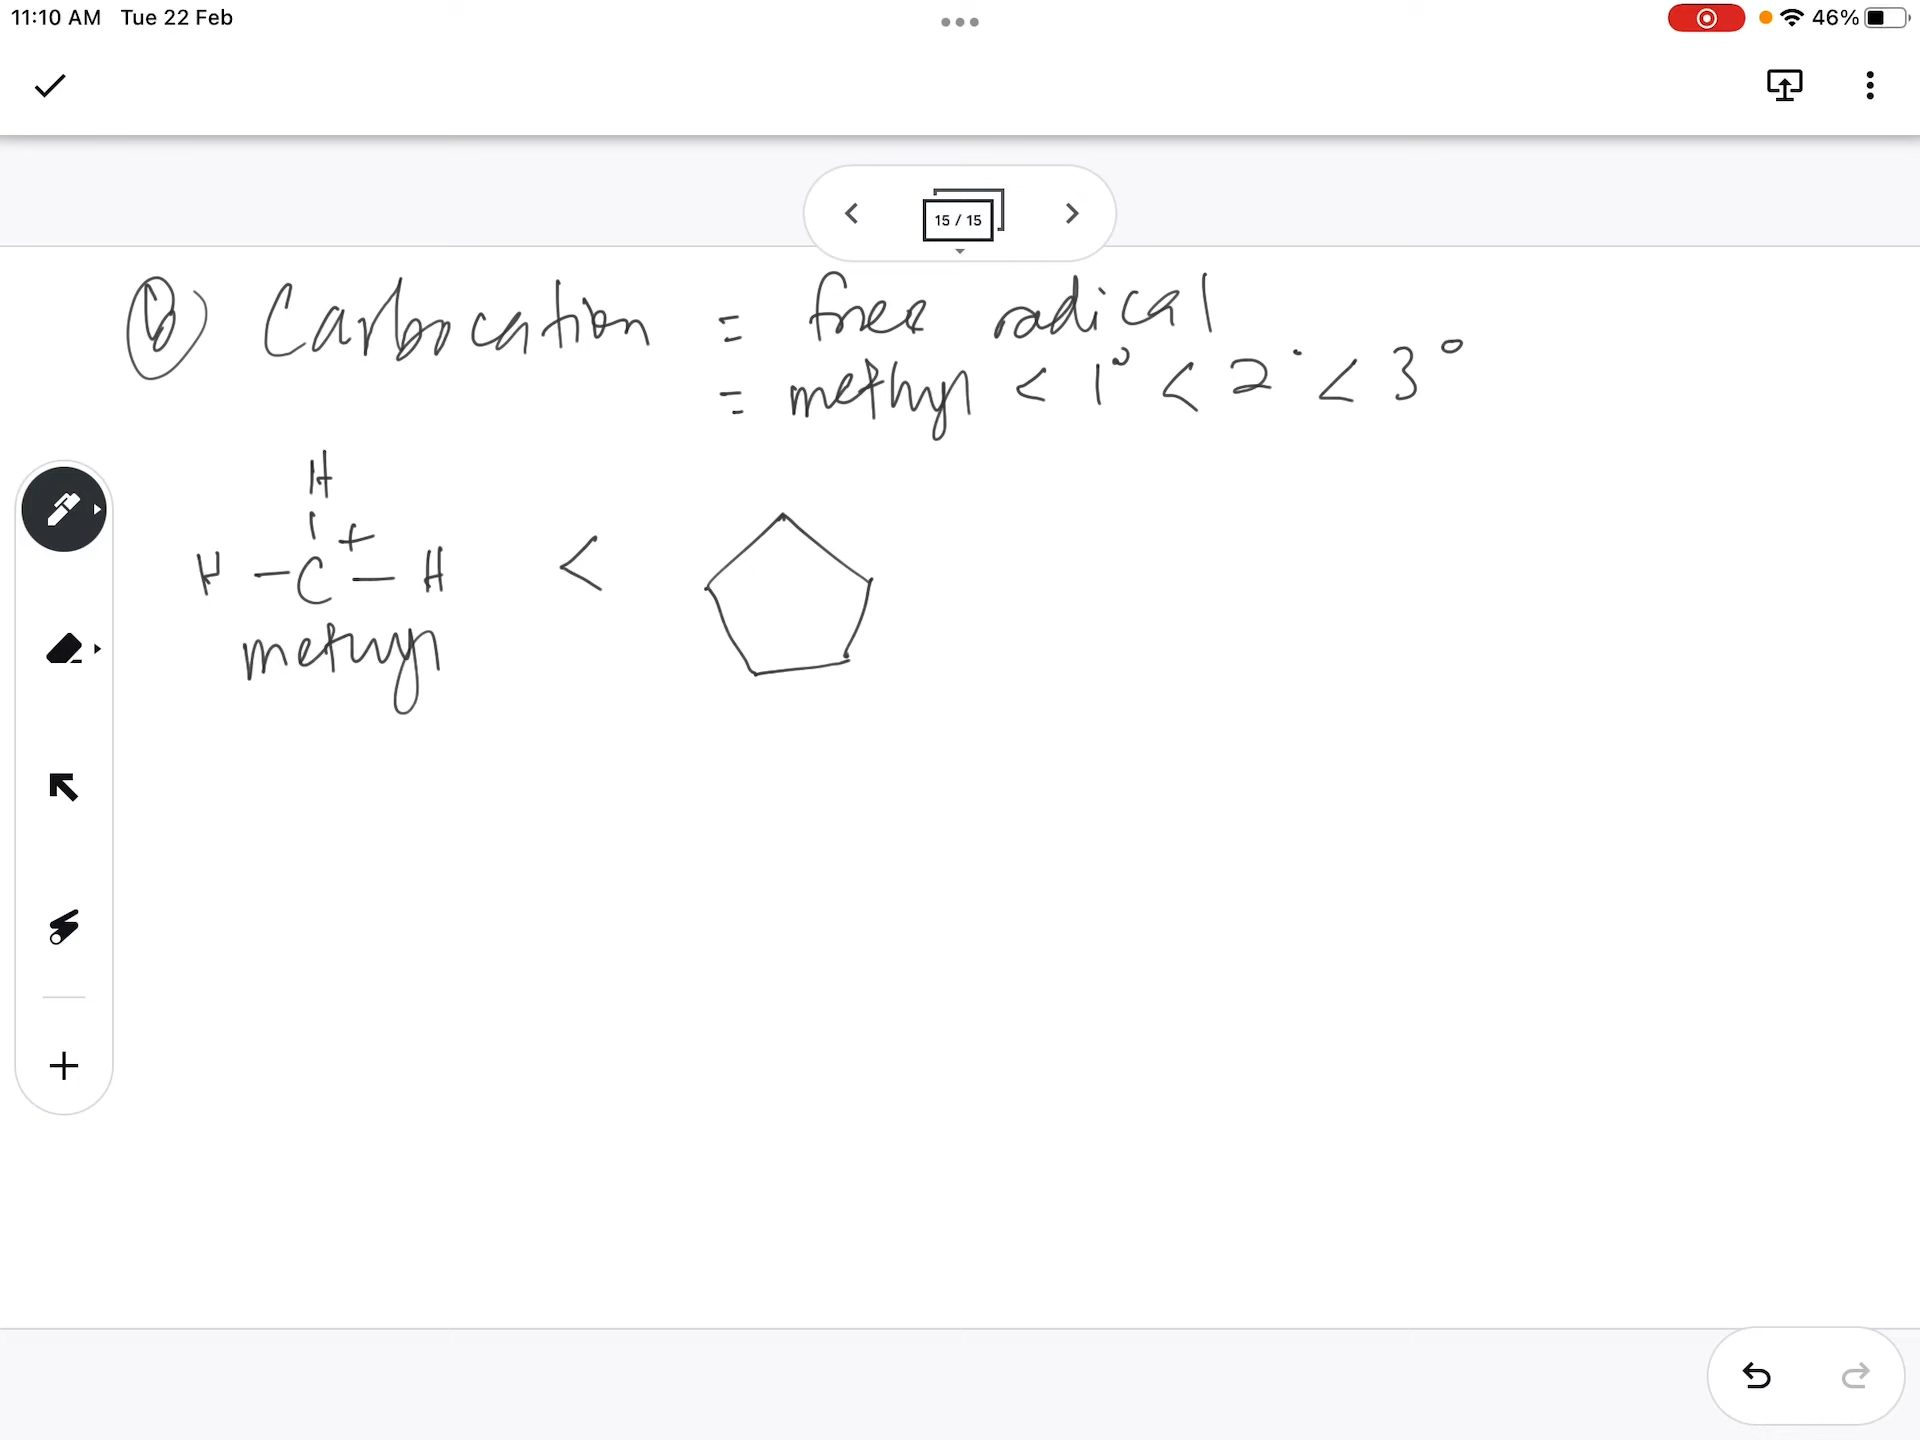 11:10 AM Tue 22 Feb
46%
15 / 15
b Carbocation = free radical
= methyl < 1° < 2° < 3°
H
H - C+ - H <
methyl